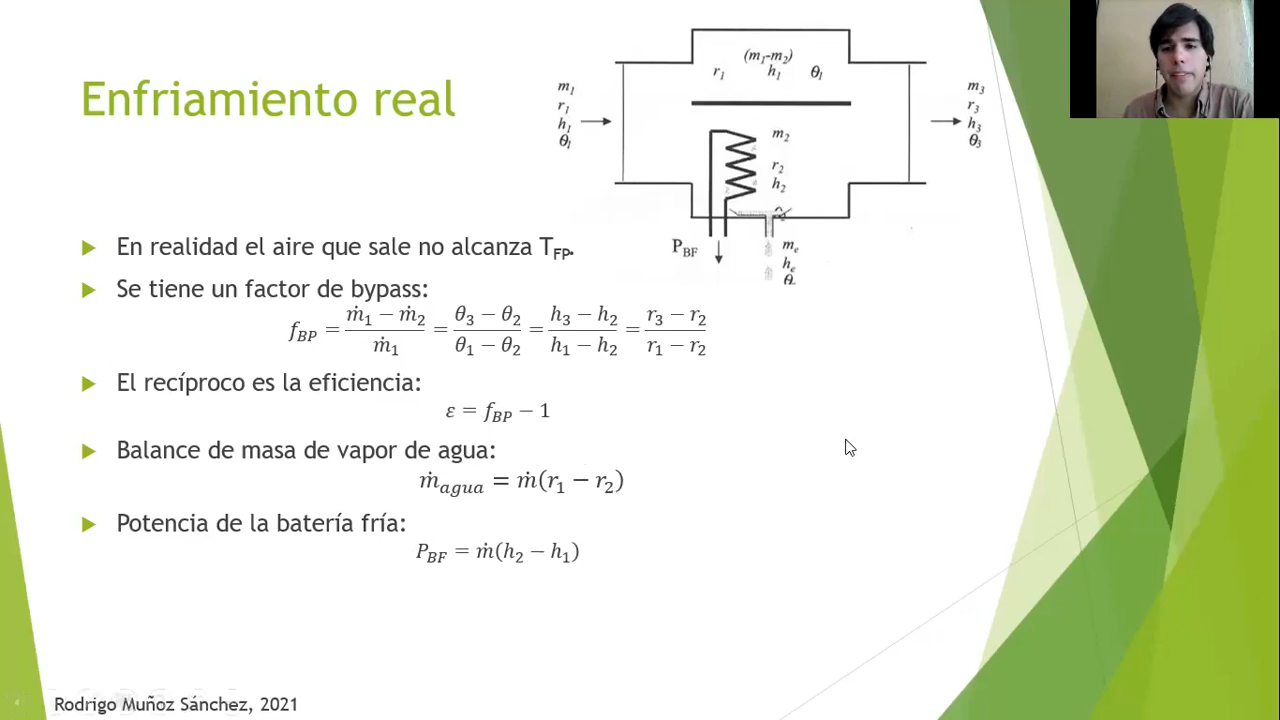 Enfriamiento real
(m₁-m₂)
r₁ h₁ θ₁
m₁
r₁
h₁
θ₁
m₂
r₂
h₂
m₃
r₃
h₃
θ₃
P_BF
mₑ
hₑ
En realidad el aire que sale no alcanza T_FP.
Se tiene un factor de bypass:
f_BP = (ṁ₁ − ṁ₂)/ṁ₁ = (θ₃ − θ₂)/(θ₁ − θ₂) = (h₃ − h₂)/(h₁ − h₂) = (r₃ − r₂)/(r₁ − r₂)
El recíproco es la eficiencia:
ε = f_BP − 1
Balance de masa de vapor de agua:
ṁ_agua = ṁ(r₁ − r₂)
Potencia de la batería fría:
P_BF = ṁ(h₂ − h₁)
4
Rodrigo Muñoz Sánchez, 2021